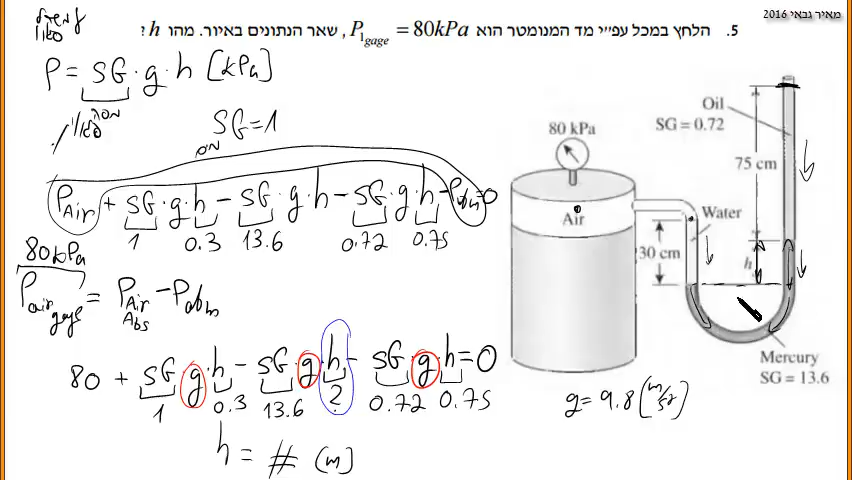 מאיר גבאי 2016
5. הלחץ במכל עפ״י מד המנומטר הוא P₁gage = 80kPa, שאר הנתונים באיור. מהו h ?
P = SG · g · h [kPa]
SG = 1
מים
P_Air + SG · g · h − SG · g · h − SG · g · h − P_atm = 0
1 0.3 13.6 0.72 0.75
80kPa
P_air gage = P_Air Abs − P_atm
80 + SG · g · h − SG · g · h − SG · g · h = 0
1 0.3 13.6 ? 0.72 0.75
h = # (m)
g = 9.8 (m/s²)
Oil
SG = 0.72
80 kPa
75 cm
Air
Water
30 cm
h
Mercury
SG = 13.6